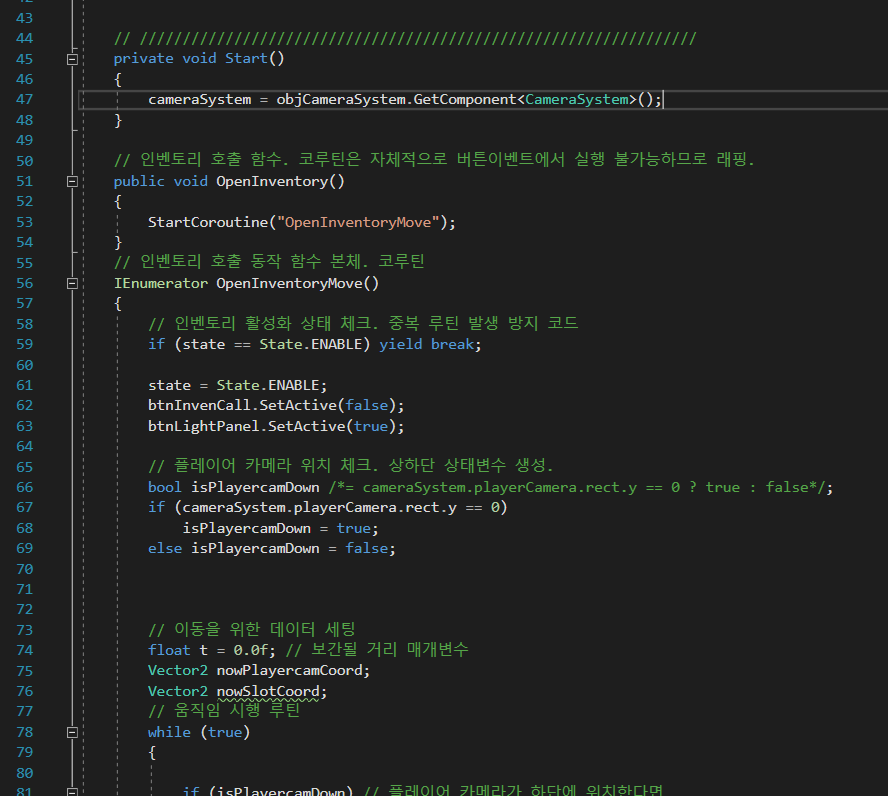 43
44 // /////////////////////////////////////////////////////////////////
45 private void Start()
46 {
47 cameraSystem = objCameraSystem.GetComponent<CameraSystem>();
48 }
49
50 // 인벤토리 호출 함수. 코루틴은 자체적으로 버튼이벤트에서 실행 불가능하므로 래핑.
51 public void OpenInventory()
52 {
53 StartCoroutine("OpenInventoryMove");
54 }
55 // 인벤토리 호출 동작 함수 본체. 코루틴
56 IEnumerator OpenInventoryMove()
57 {
58 // 인벤토리 활성화 상태 체크. 중복 루틴 발생 방지 코드
59 if (state == State.ENABLE) yield break;
60
61 state = State.ENABLE;
62 btnInvenCall.SetActive(false);
63 btnLightPanel.SetActive(true);
64
65 // 플레이어 카메라 위치 체크. 상하단 상태변수 생성.
66 bool isPlayercamDown /*= cameraSystem.playerCamera.rect.y == 0 ? true : false*/;
67 if (cameraSystem.playerCamera.rect.y == 0)
68 isPlayercamDown = true;
69 else isPlayercamDown = false;
70
71
72
73 // 이동을 위한 데이터 세팅
74 float t = 0.0f; // 보간될 거리 매개변수
75 Vector2 nowPlayercamCoord;
76 Vector2 nowSlotCoord;
77 // 움직임 시행 루틴
78 while (true)
79 {
80
81 if (isPlayercamDown) // 플레이어 카메라가 하단에 위치한다면